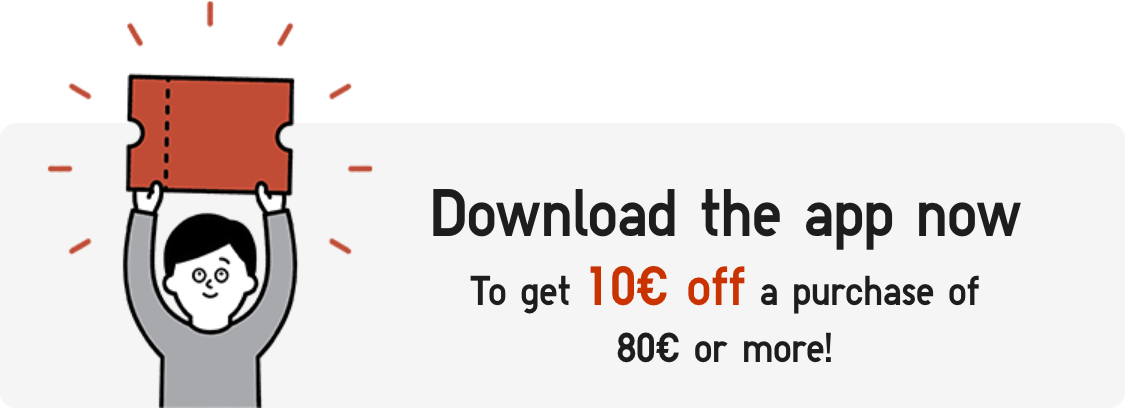 Download the app now
To get 10€ off a purchase of
80€ or more!